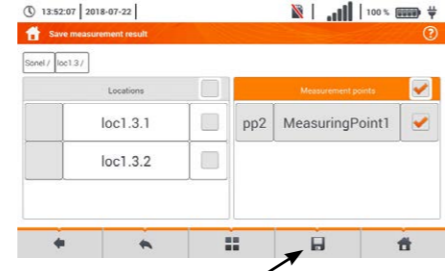 13:52:07 2018-07-22 100 %
Save measurement result
Sonel / loc1.3 /
Locations Measurement points
loc1.3.1 pp2 MeasuringPoint1
loc1.3.2